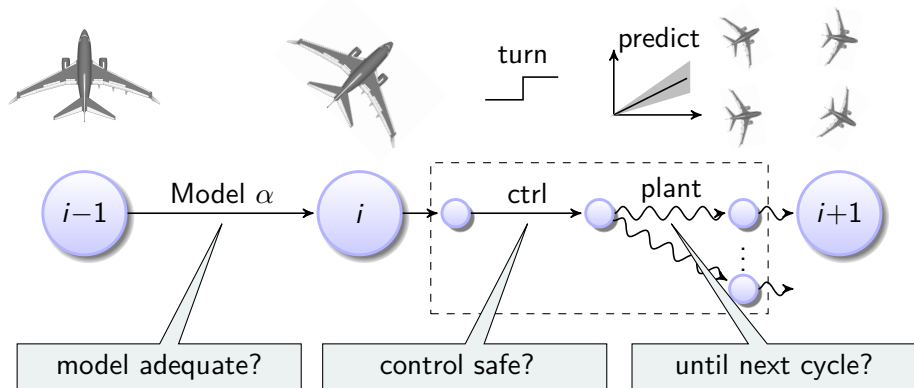 turn
predict
Model α
ctrl
plant
i−1
i
i+1
⋮
model adequate?
control safe?
until next cycle?